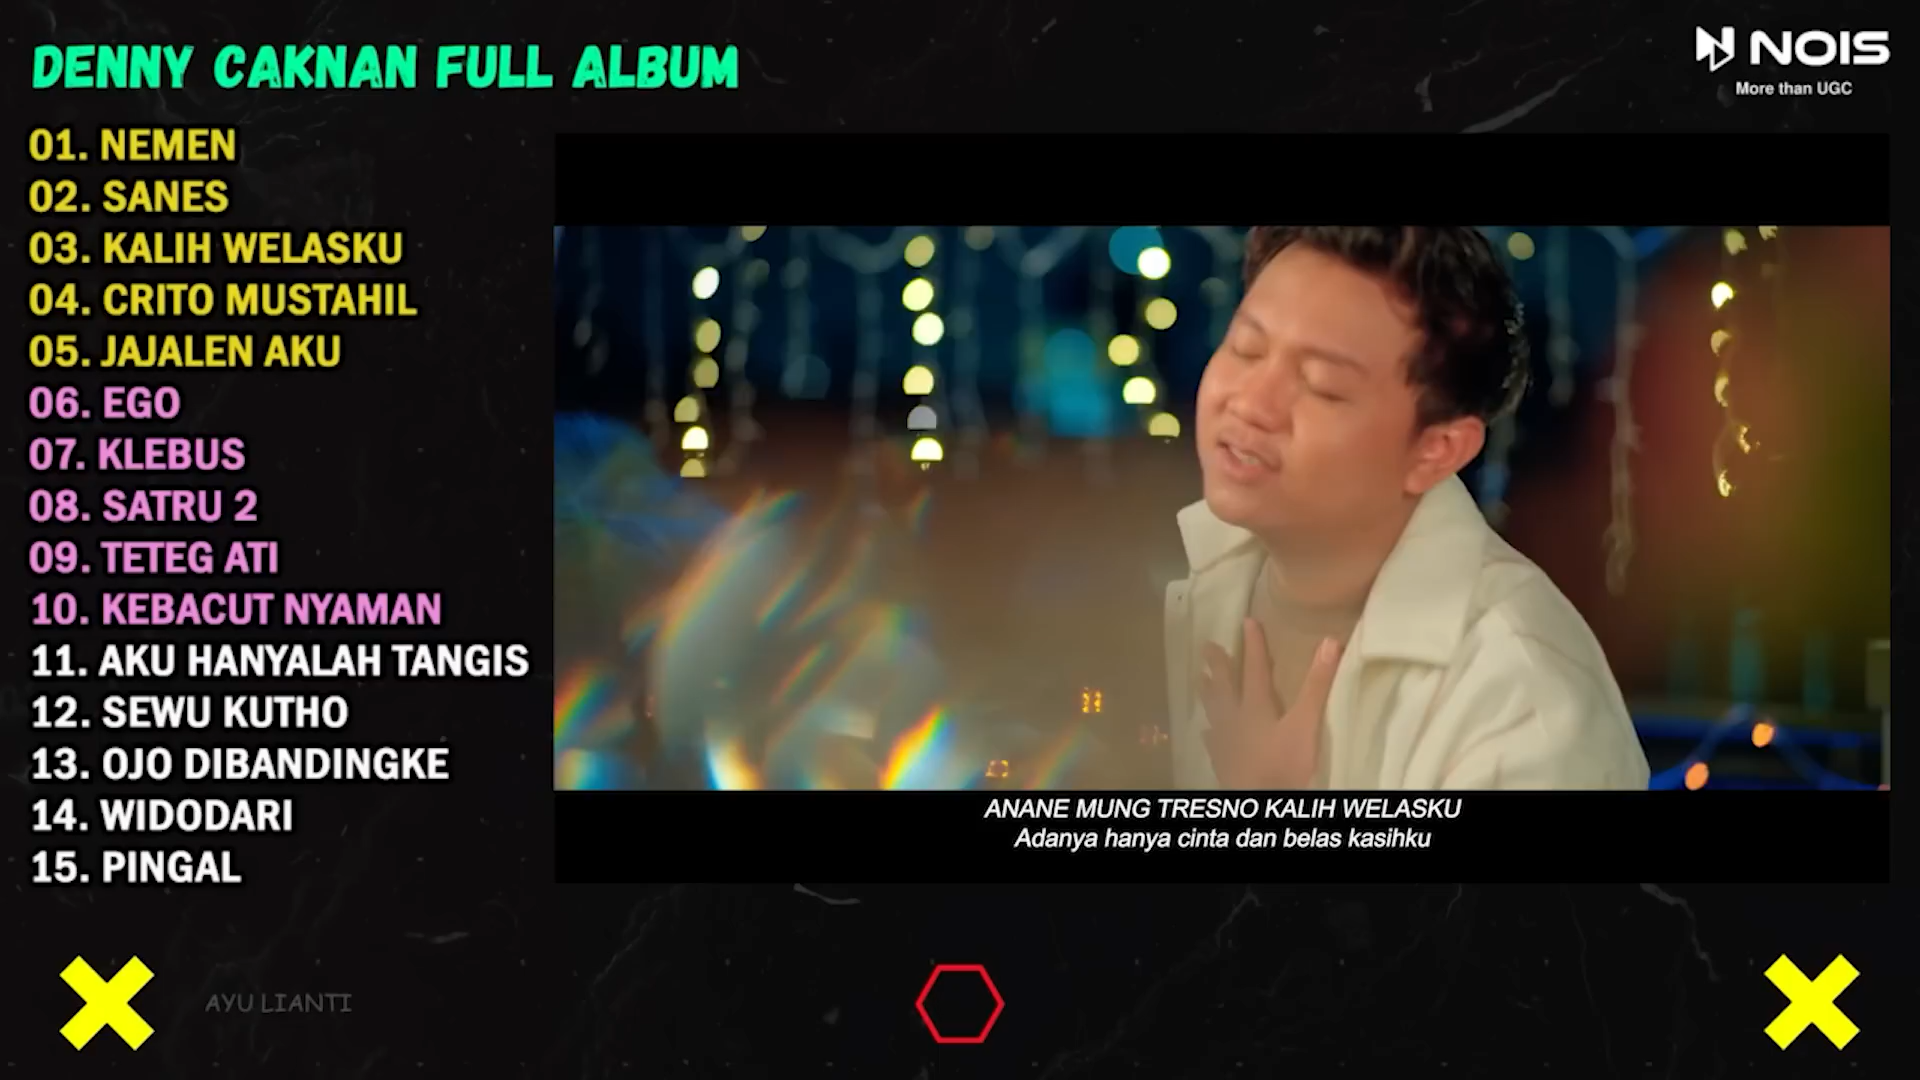 DENNY CAKNAN FULL ALBUM
NOIS
More than UGC
01. NEMEN
02. SANES
03. KALIH WELASKU
04. CRITO MUSTAHIL
05. JAJALEN AKU
06. EGO
07. KLEBUS
08. SATRU 2
09. TETEG ATI
10. KEBACUT NYAMAN
11. AKU HANYALAH TANGIS
12. SEWU KUTHO
13. OJO DIBANDINGKE
14. WIDODARI
15. PINGAL
ANANE MUNG TRESNO KALIH WELASKU
Adanya hanya cinta dan belas kasihku
AYU LIANTI